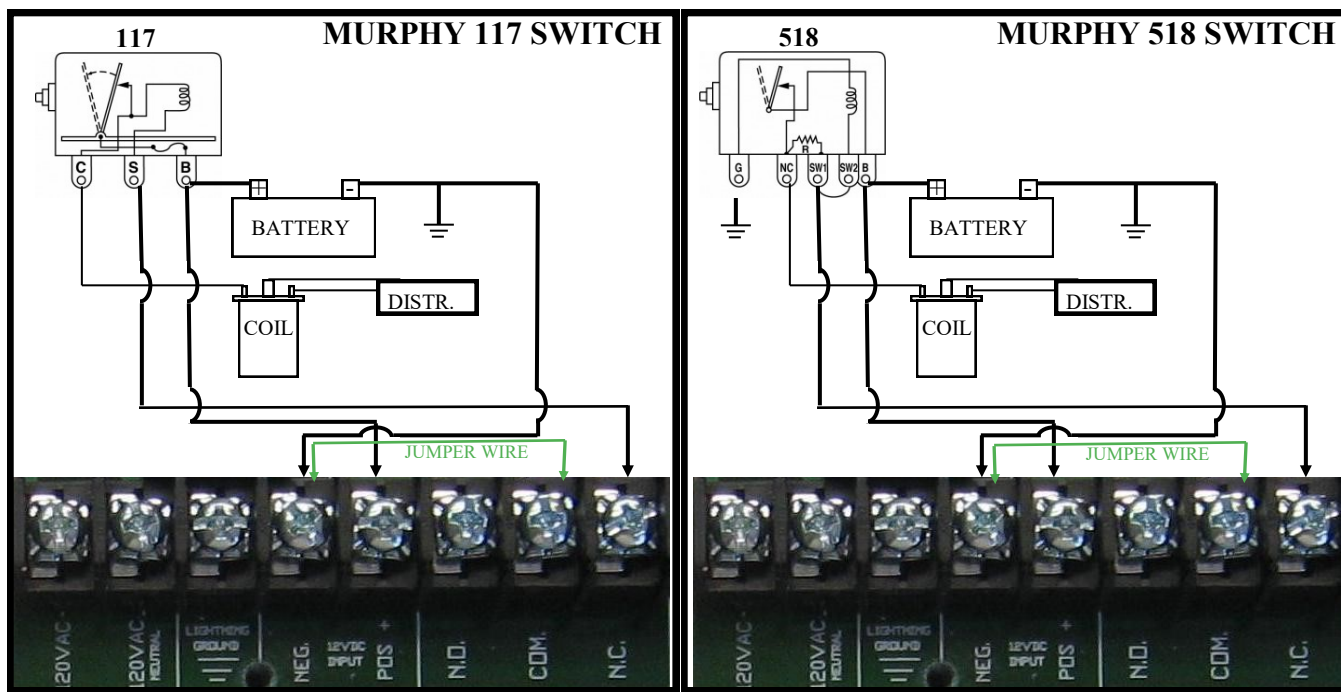 117
MURPHY 117 SWITCH
C
S
B
+
-
BATTERY
COIL
DISTR.
JUMPER WIRE
120VAC
120VAC
NEUTRAL
LIGHTNING
GROUND
NEG.
12VDC
INPUT
POS +
N.O.
COM.
N.C.
518
MURPHY 518 SWITCH
R
G
NC
SW1
SW2
B
+
-
BATTERY
COIL
DISTR.
JUMPER WIRE
120VAC
120VAC
NEUTRAL
LIGHTNING
GROUND
NEG.
12VDC
INPUT
POS +
N.O.
COM.
N.C.